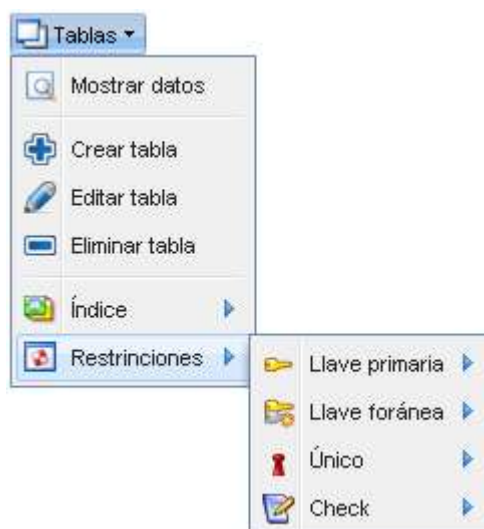 Tablas
Mostrar datos
Crear tabla
Editar tabla
Eliminar tabla
Índice
Restrinciones
Llave primaria
Llave foránea
Único
Check